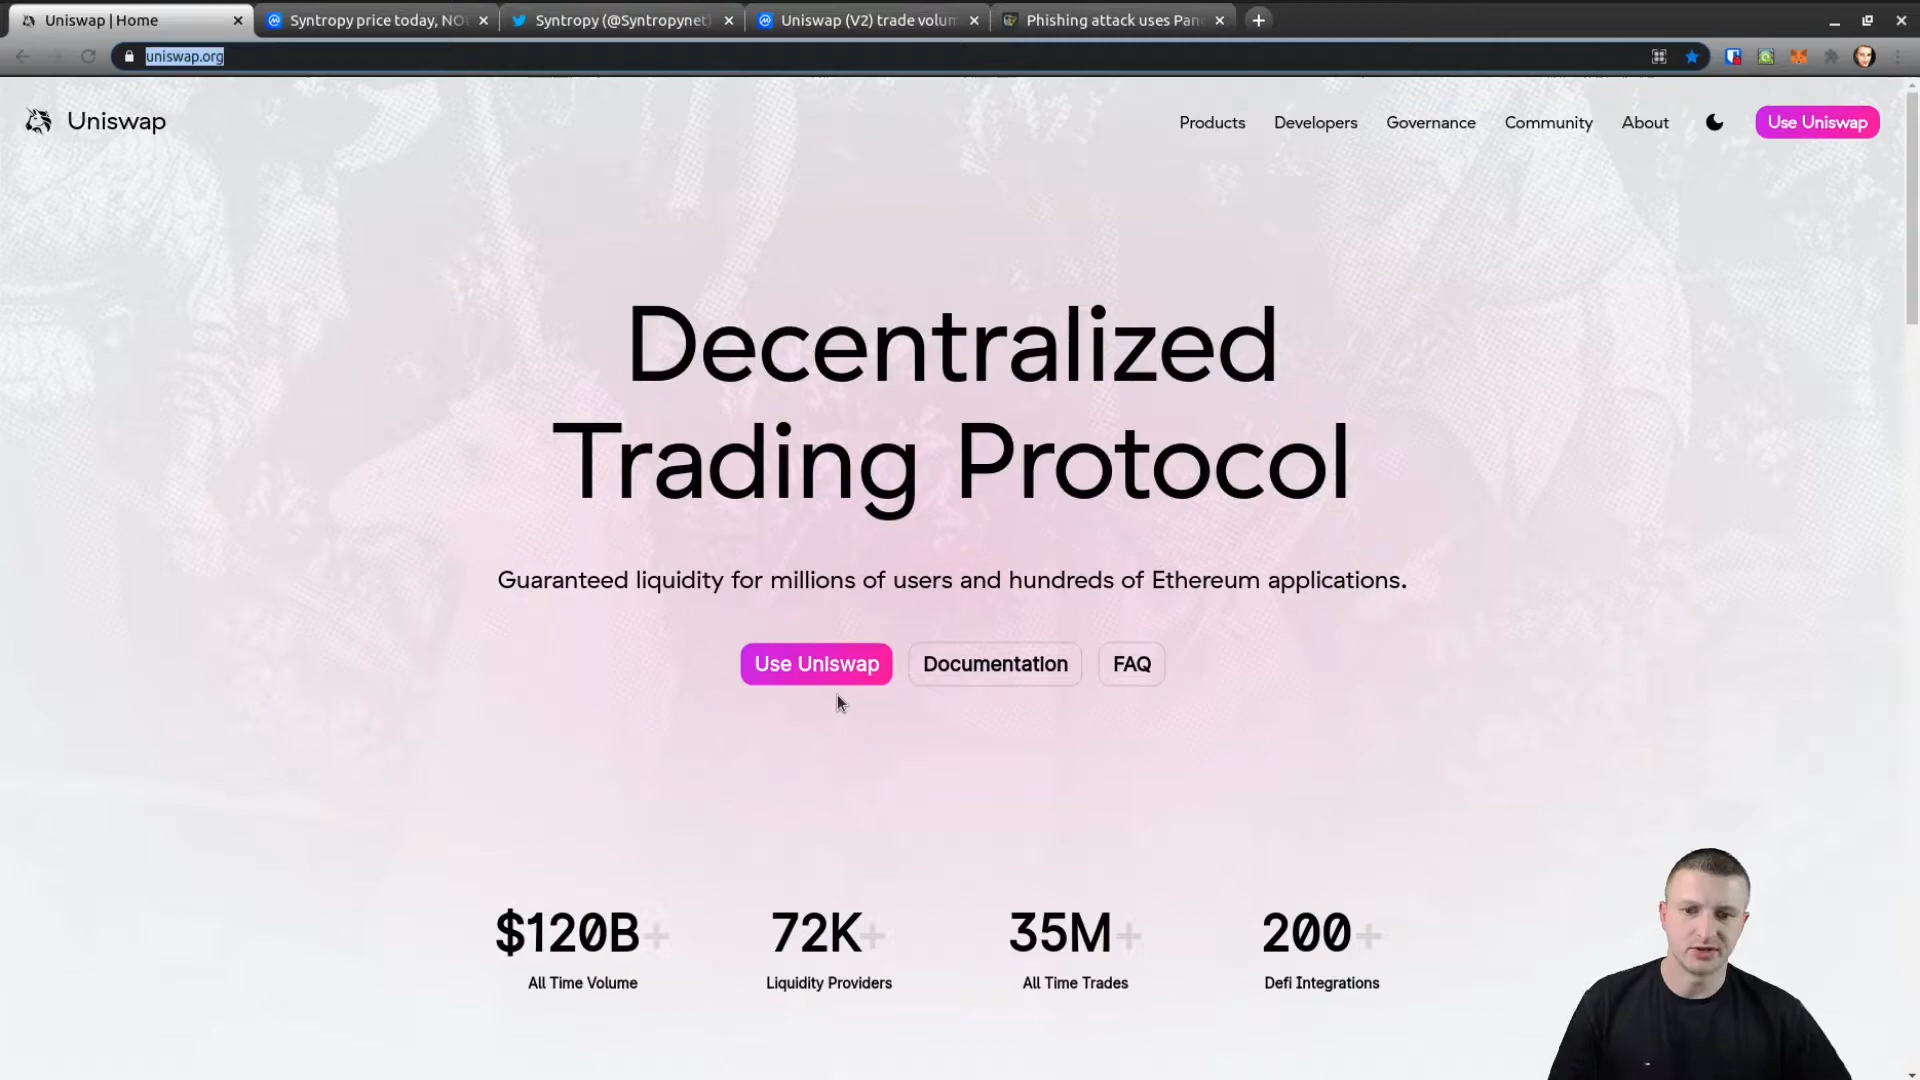 Uniswap | Home
Syntropy price today, NO
Syntropy (@Syntropynet)
Uniswap (V2) trade volum
Phishing attack uses Pan
uniswap.org
Uniswap
Products
Developers
Governance
Community
About
Use Uniswap
Decentralized
Trading Protocol
Guaranteed liquidity for millions of users and hundreds of Ethereum applications.
Use Uniswap
Documentation
FAQ
$120B+
72K+
35M+
200+
All Time Volume
Liquidity Providers
All Time Trades
Defi Integrations